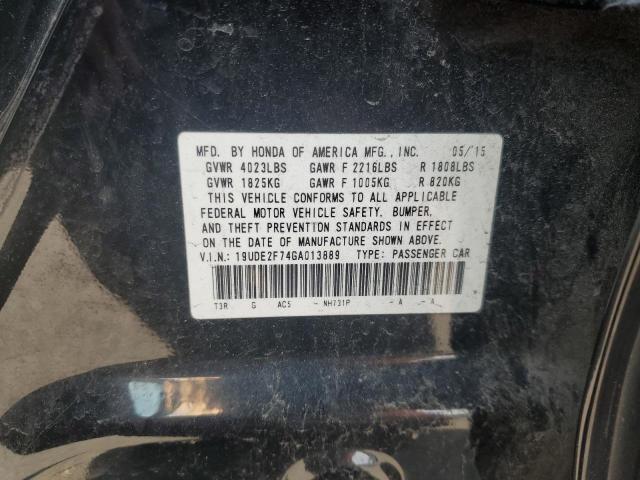 MFD. BY HONDA OF AMERICA MFG., INC. 05/'15
GVWR 4023LBS GAWR F 2216LBS R 1808LBS
GVWR 1825KG GAWR F 1005KG R 820KG
THIS VEHICLE CONFORMS TO ALL APPLICABLE
FEDERAL MOTOR VEHICLE SAFETY, BUMPER,
AND THEFT PREVENTION STANDARDS IN EFFECT
ON THE DATE OF MANUFACTURE SHOWN ABOVE.
V.I.N.: 19UDE2F74GA013889 TYPE: PASSENGER CAR
T3R G AC5 - NH731P - A - A